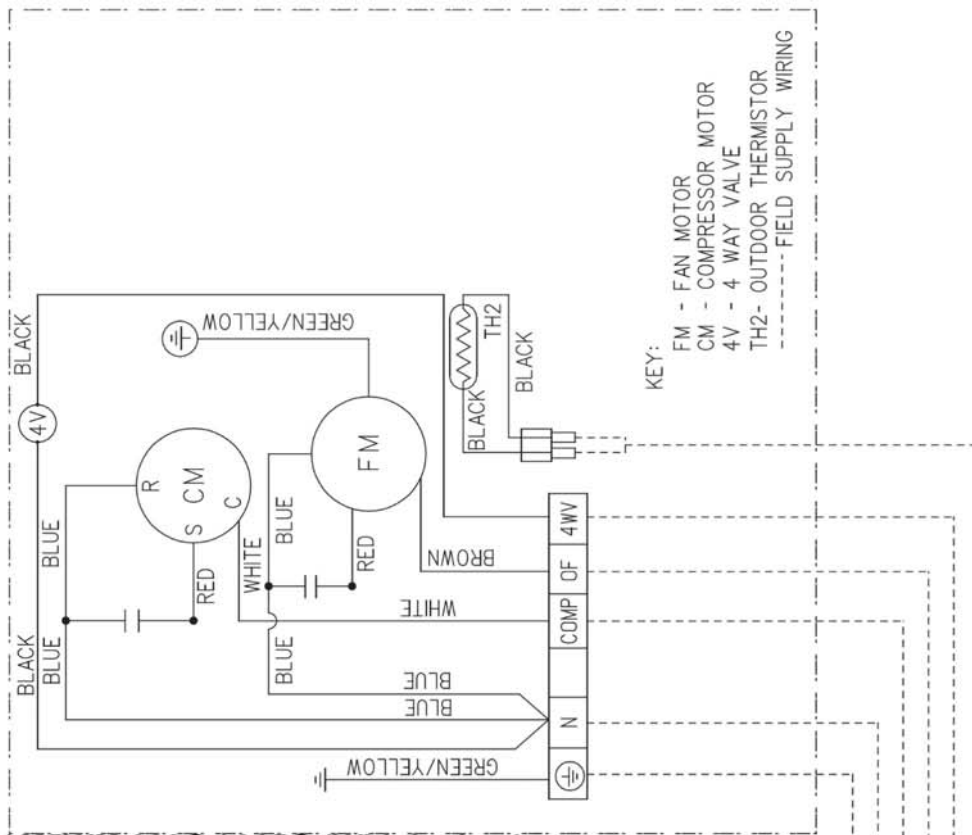 BLACK
4V
BLACK
BLUE
BLUE
R
CM
S
C
RED
WHITE
GREEN/YELLOW
FM
BLUE
BLUE
RED
BROWN
WHITE
BLUE
BLUE
GREEN/YELLOW
TH2
BLACK
BLACK
N
COMP
OF
4WV
KEY:
FM - FAN MOTOR
CM - COMPRESSOR MOTOR
4V - 4 WAY VALVE
TH2- OUTDOOR THERMISTOR
FIELD SUPPLY WIRING